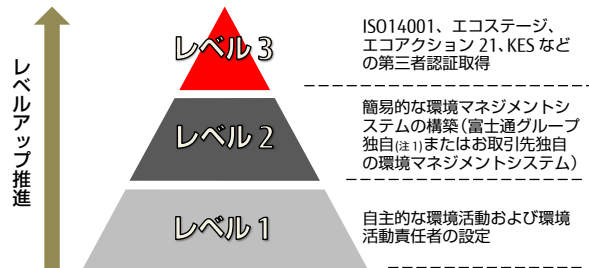 レベルアップ推進
レベル 3
ISO14001、エコステージ、
エコアクション 21、KES など
の第三者認証取得
レベル 2
簡易的な環境マネジメントシ
ステムの構築（富士通グループ
独自(注 1)またはお取引先独自
の環境マネジメントシステム）
レベル 1
自主的な環境活動および環境
活動責任者の設定